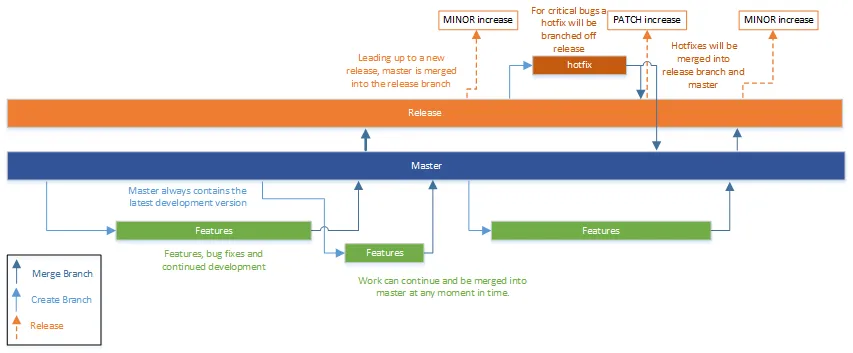 For critical bugs a
hotfix will be
branched off
release
MINOR increase
PATCH increase
MINOR increase
Leading up to a new
release, master is merged
into the release branch
hotfix
Hotfixes will be
merged into
release branch and
master
Release
Master
Master always contains the
latest development version
Features
Features
Features, bug fixes and
continued development
Features
Work can continue and be merged into
master at any moment in time.
Merge Branch
Create Branch
Release